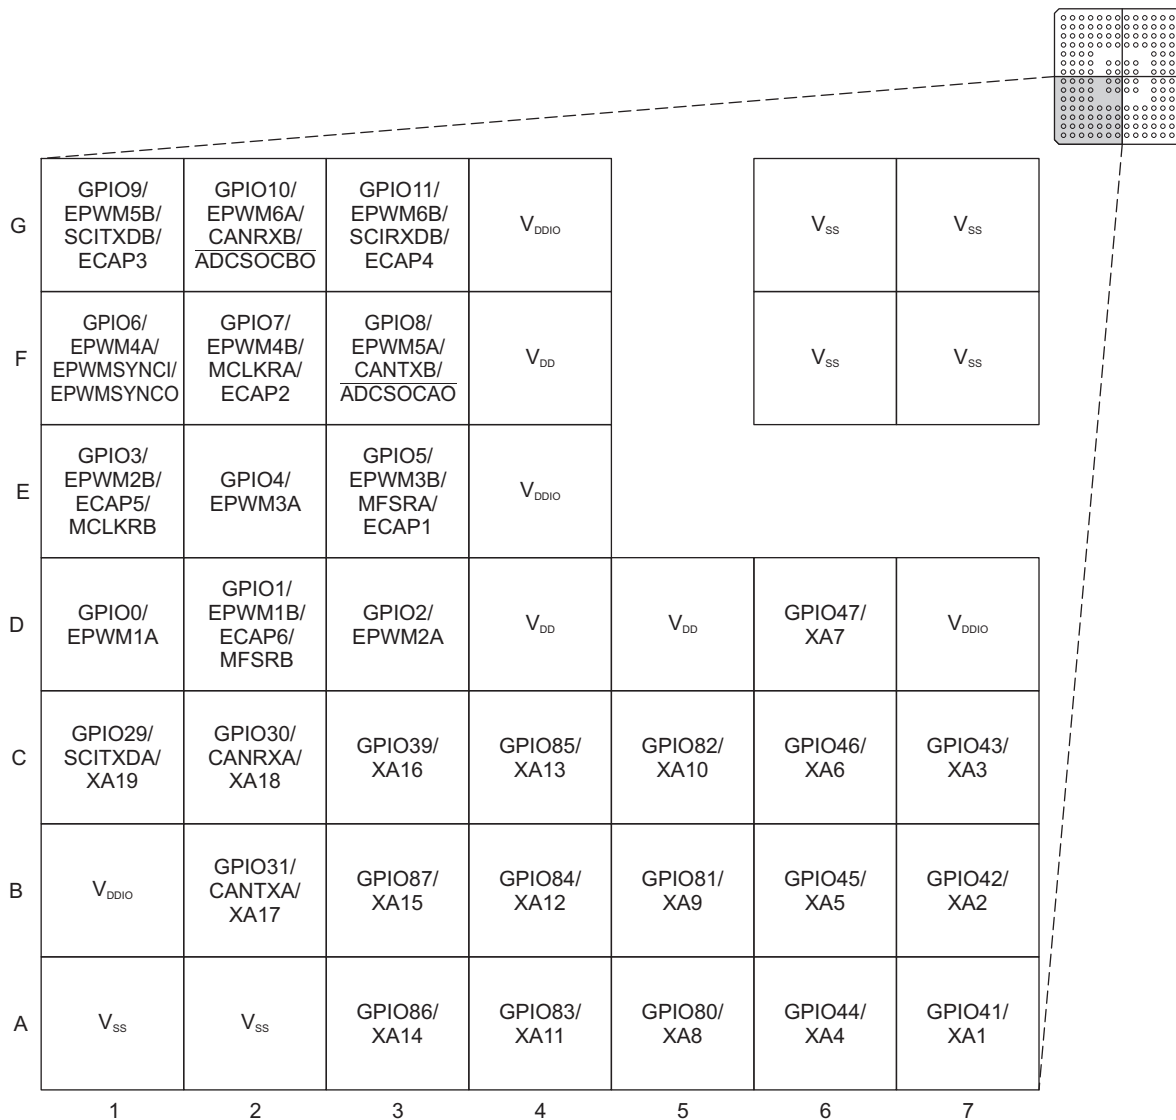 G
GPIO9/
EPWM5B/
SCITXDB/
ECAP3
GPIO10/
EPWM6A/
CANRXB/
ADCSOCBO
GPIO11/
EPWM6B/
SCIRXDB/
ECAP4
VDDIO
VSS
VSS
F
GPIO6/
EPWM4A/
EPWMSYNCI/
EPWMSYNCO
GPIO7/
EPWM4B/
MCLKRA/
ECAP2
GPIO8/
EPWM5A/
CANTXB/
ADCSOCAO
VDD
VSS
VSS
E
GPIO3/
EPWM2B/
ECAP5/
MCLKRB
GPIO4/
EPWM3A
GPIO5/
EPWM3B/
MFSRA/
ECAP1
VDDIO
D
GPIO0/
EPWM1A
GPIO1/
EPWM1B/
ECAP6/
MFSRB
GPIO2/
EPWM2A
VDD
VDD
GPIO47/
XA7
VDDIO
C
GPIO29/
SCITXDA/
XA19
GPIO30/
CANRXA/
XA18
GPIO39/
XA16
GPIO85/
XA13
GPIO82/
XA10
GPIO46/
XA6
GPIO43/
XA3
B
VDDIO
GPIO31/
CANTXA/
XA17
GPIO87/
XA15
GPIO84/
XA12
GPIO81/
XA9
GPIO45/
XA5
GPIO42/
XA2
A
VSS
VSS
GPIO86/
XA14
GPIO83/
XA11
GPIO80/
XA8
GPIO44/
XA4
GPIO41/
XA1
1 2 3 4 5 6 7